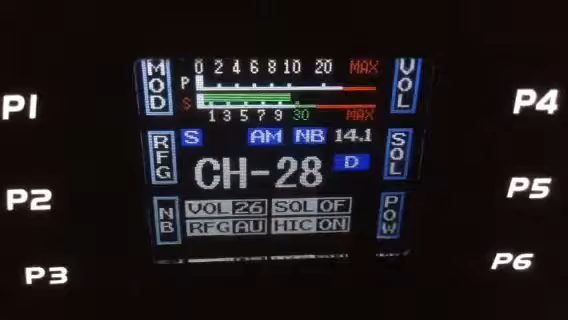 MOD
0 2 4 6 8 10 20 MAX
P
S
1 3 5 7 9 30 MAX
VOL
P1
P4
RFG
S AM NB 14.1
SQL
CH-28 D
P2
P5
NB
VOL 26 SQL OF
RFG AU HIC ON
POW
P3
P6